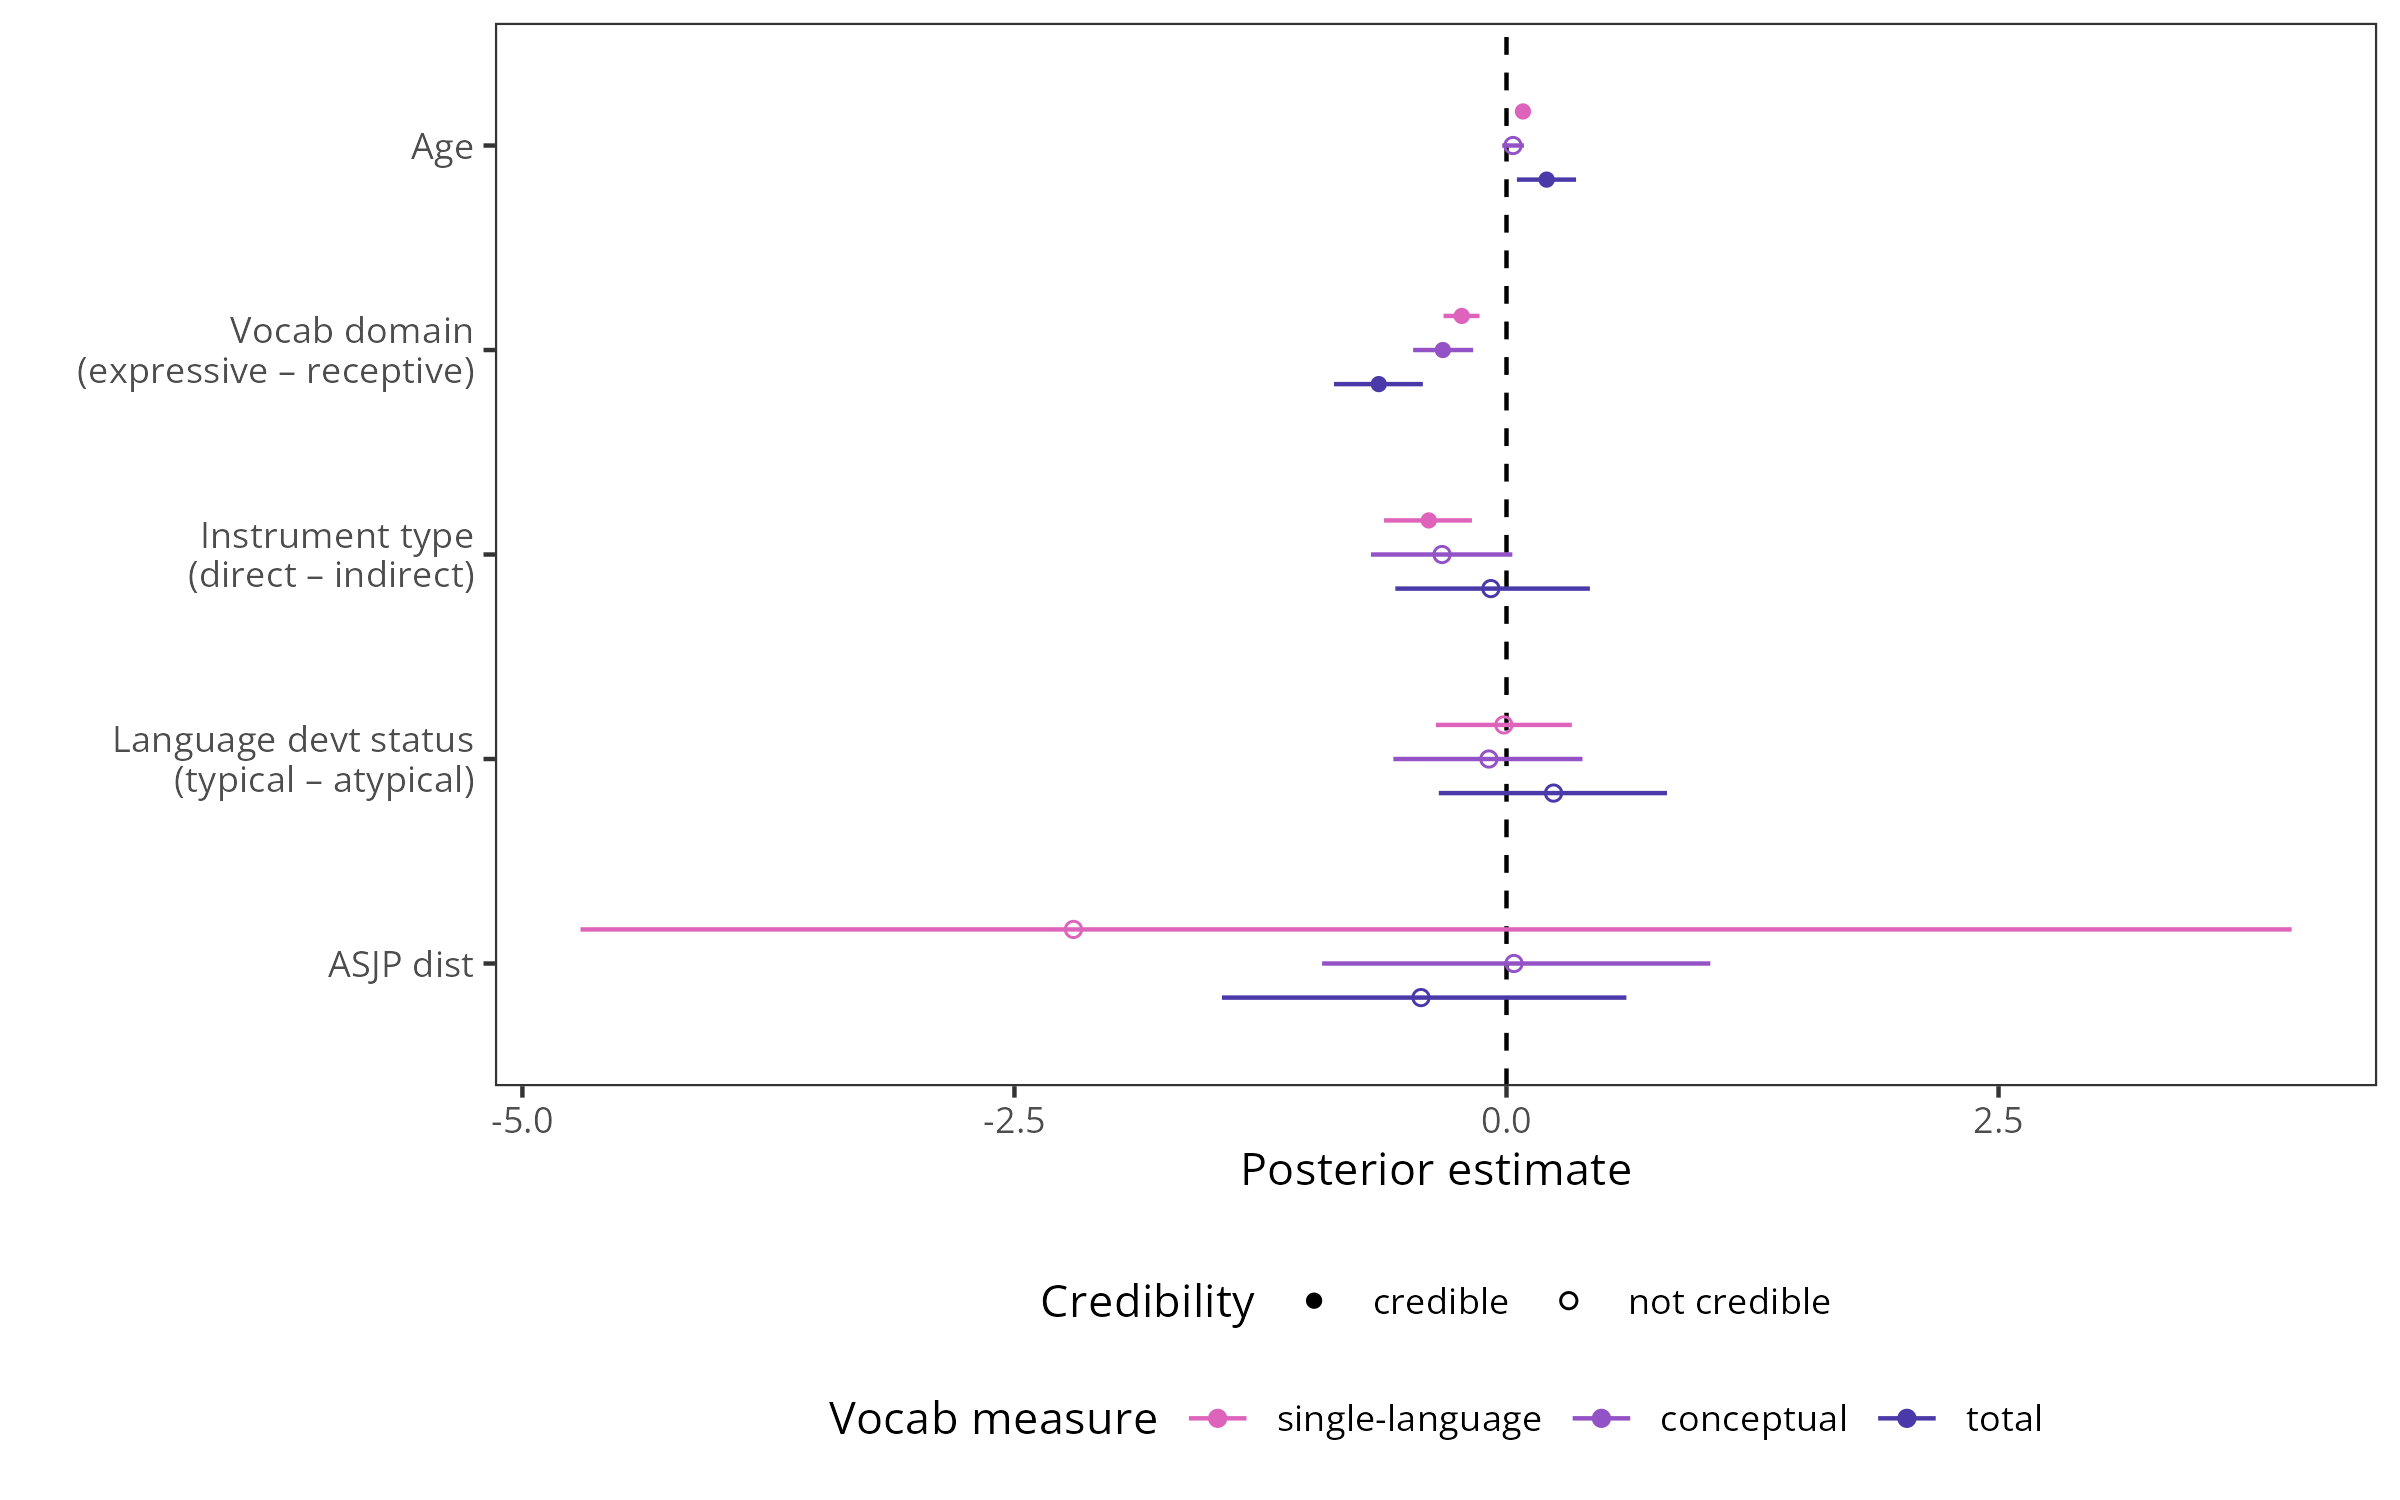 Age
Vocab domain
(expressive – receptive)
Instrument type
(direct – indirect)
Language devt status
(typical – atypical)
ASJP dist
-5.0 -2.5 0.0 2.5
Posterior estimate
Credibility credible not credible
Vocab measure single-language conceptual total